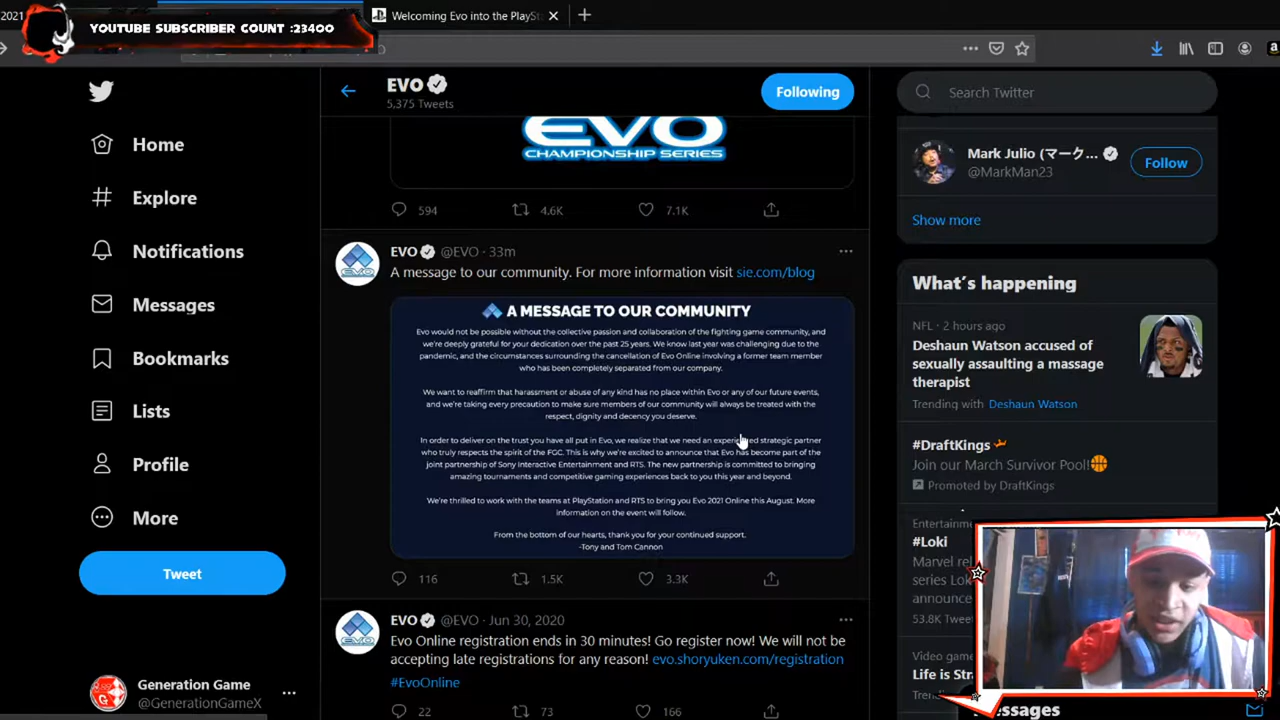 2021
Welcoming Evo into the PlaySt
YOUTUBE SUBSCRIBER COUNT :23400
EVO
5,375 Tweets
Following
Search Twitter
Home
Explore
Notifications
Messages
Bookmarks
Lists
Profile
More
Tweet
Generation Game
@GenerationGameX
EVO
CHAMPIONSHIP SERIES
594
4.6K
7.1K
EVO @EVO · 33m
A message to our community. For more information visit sie.com/blog
A MESSAGE TO OUR COMMUNITY
Evo would not be possible without the collective passion and collaboration of the fighting game community, and
we're deeply grateful for your dedication over the past 25 years. We know last year was challenging due to the
pandemic, and the circumstances surrounding the cancellation of Evo Online involving a former team member
who has been completely separated from our company.
We want to reaffirm that harassment or abuse of any kind has no place within Evo or any of our future events,
and we're taking every precaution to make sure members of our community will always be treated with the
respect, dignity and decency you deserve.
In order to deliver on the trust you have all put in Evo, we realize that we need an experienced strategic partner
who truly respects the spirit of the FGC. This is why we're excited to announce that Evo has become part of the
joint partnership of Sony Interactive Entertainment and RTS. The new partnership is committed to bringing
amazing tournaments and competitive gaming experiences back to you this year and beyond.
We're thrilled to work with the teams at PlayStation and RTS to bring you Evo 2021 Online this August. More
information on the event will follow.
From the bottom of our hearts, thank you for your continued support.
-Tony and Tom Cannon
116
1.5K
3.3K
EVO @EVO · Jun 30, 2020
Evo Online registration ends in 30 minutes! Go register now! We will not be
accepting late registrations for any reason! evo.shoryuken.com/registration
#EvoOnline
22
73
166
Mark Julio (マーク...
@MarkMan23
Follow
Show more
What's happening
NFL · 2 hours ago
Deshaun Watson accused of
sexually assaulting a massage
therapist
Trending with Deshaun Watson
#DraftKings
Join our March Survivor Pool!
Promoted by DraftKings
Entertainm
#Loki
Marvel re
series Lok
announce
53.8K Twee
Video game
Life is Str
Trending
Messages